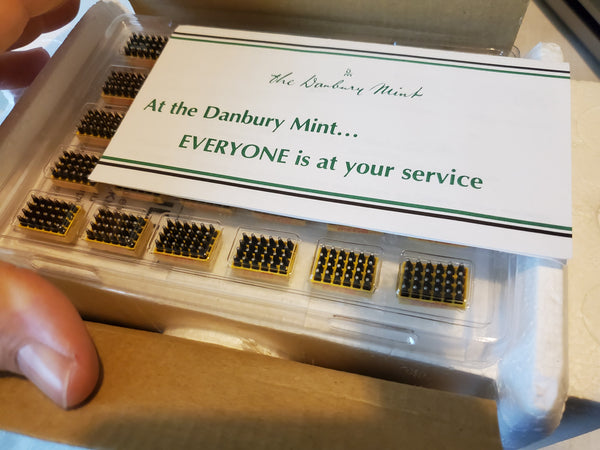 the Danbury Mint
At the Danbury Mint...
EVERYONE is at your service